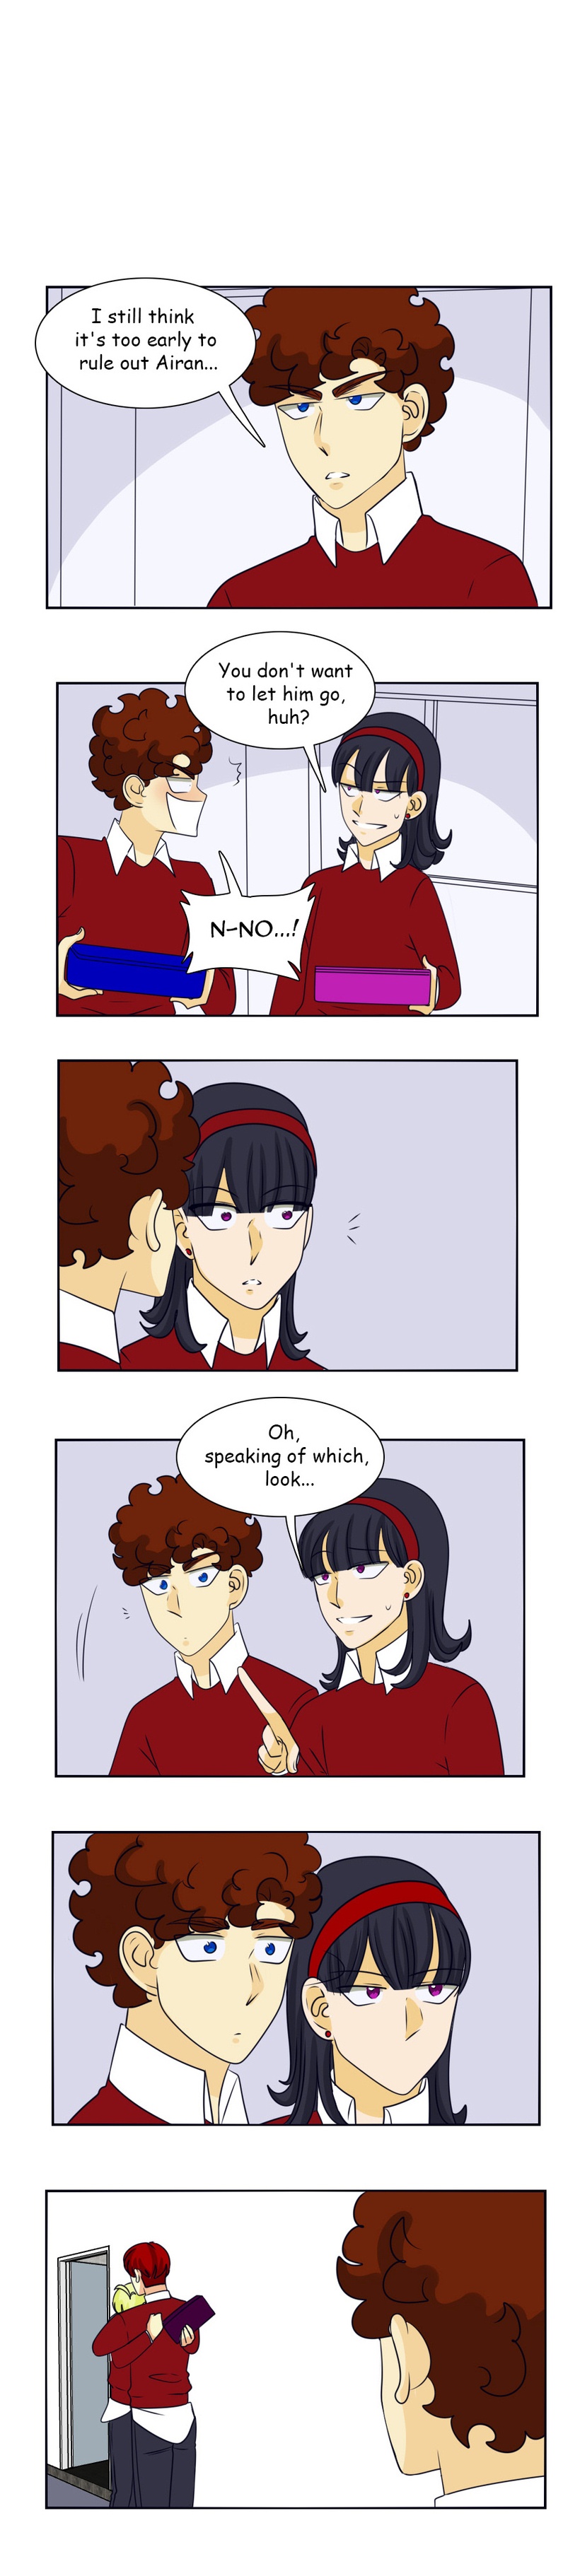 I still think
it's too early to
rule out Airan...
You don't want
to let him go,
huh?
N-NO...!
Oh,
speaking of which,
look...